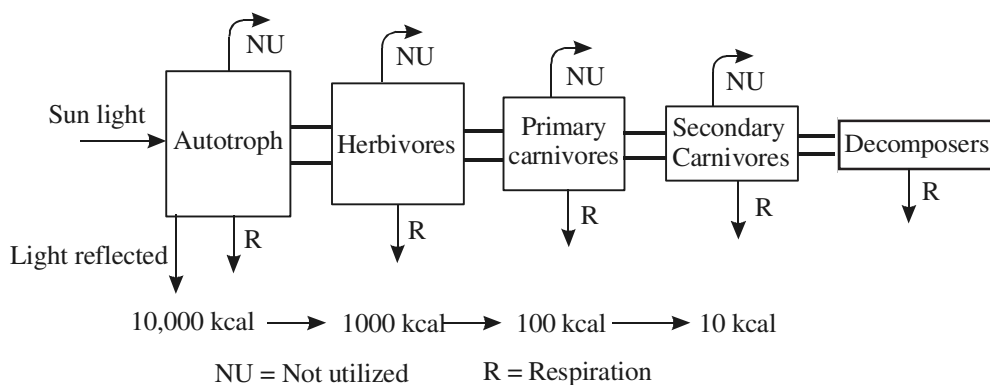 NU
NU
NU
NU
Sun light
Autotroph
Herbivores
Primary
carnivores
Secondary
Carnivores
Decomposers
R
R
R
R
R
Light reflected
10,000 kcal
1000 kcal
100 kcal
10 kcal
NU = Not utilized
R = Respiration